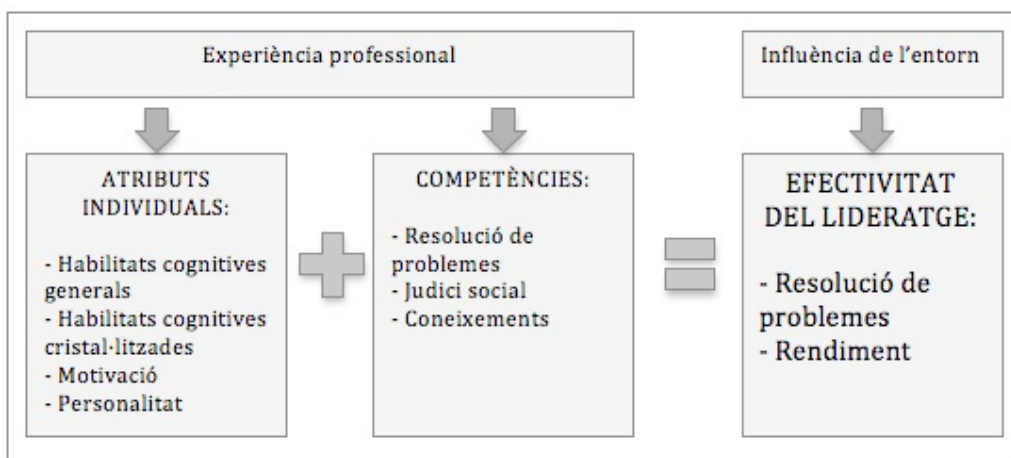 Experiència professional
Influència de l'entorn
ATRIBUTS
INDIVIDUALS:
- Habilitats cognitives
generals
- Habilitats cognitives
cristal·litzades
- Motivació
- Personalitat
COMPETÈNCIES:
- Resolució de
problemes
- Judici social
- Coneixements
EFECTIVITAT
DEL LIDERATGE:
- Resolució de
problemes
- Rendiment